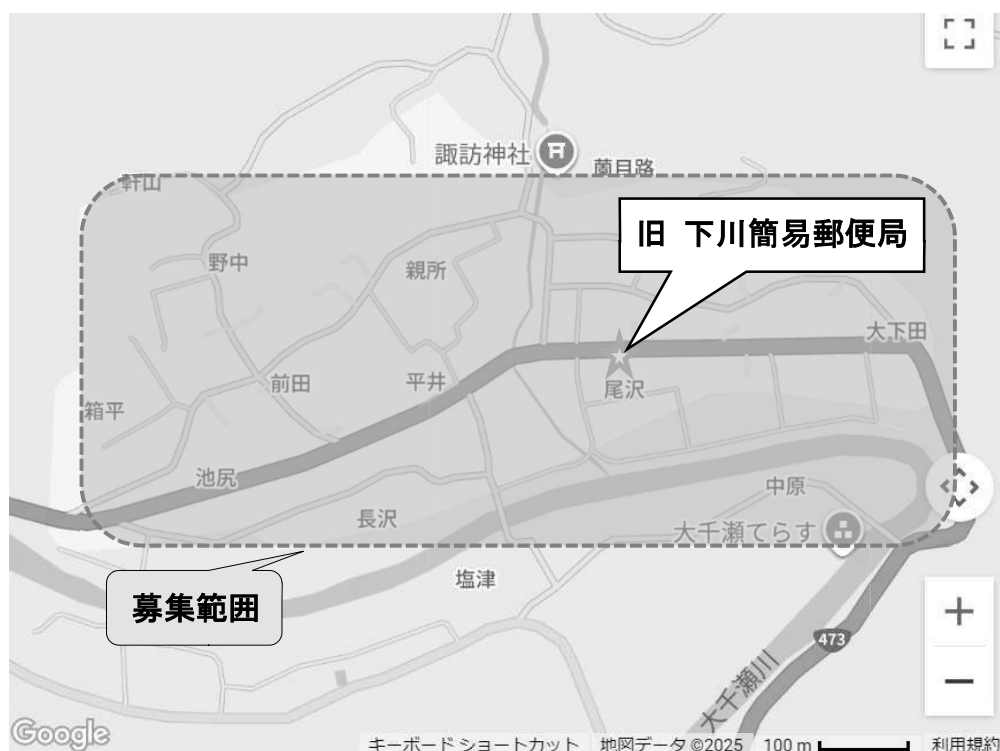 諏訪神社
薗目路
軒山
旧 下川簡易郵便局
野中
親所
大下田
前田
平井
尾沢
箱平
池尻
中原
長沢
大千瀬てらす
塩津
募集範囲
473
大千瀬川
Google
キーボード ショートカット 地図データ ©2025 100 m 利用規約